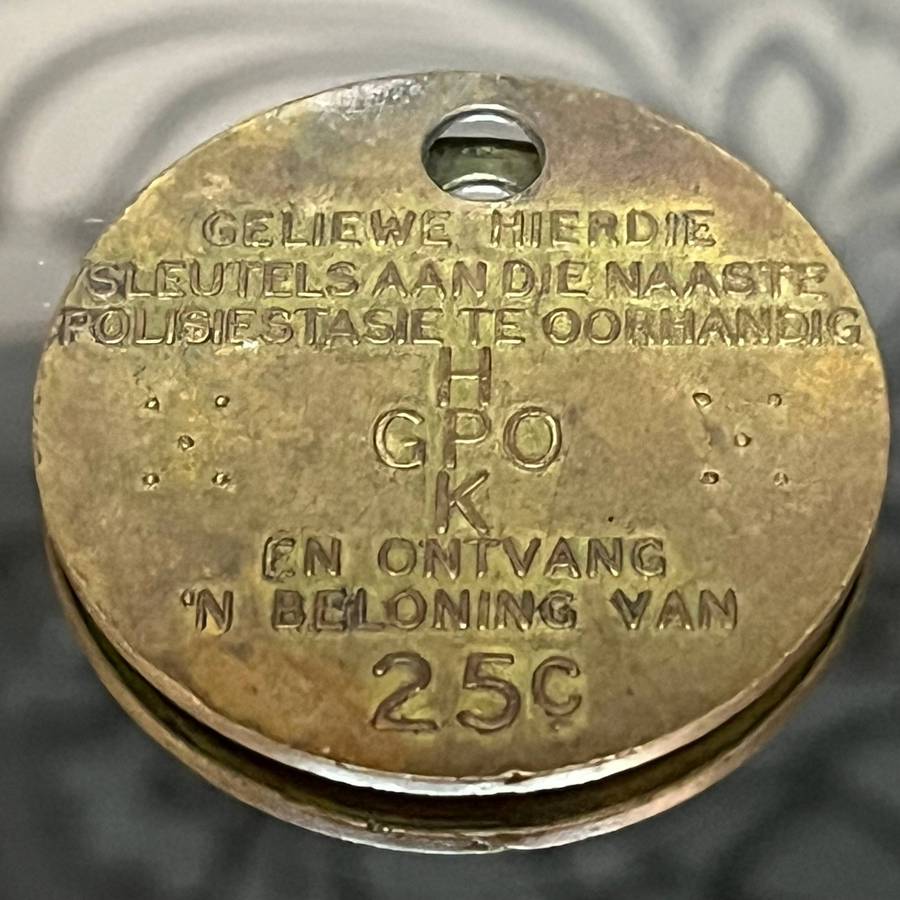 GELIEWE HIERDIE
SLEUTELS AAN DIE NAASTE
POLISIESTASIE TE OORHANDIG
H
GPO
K
EN ONTVANG
'N BELONING VAN
25c